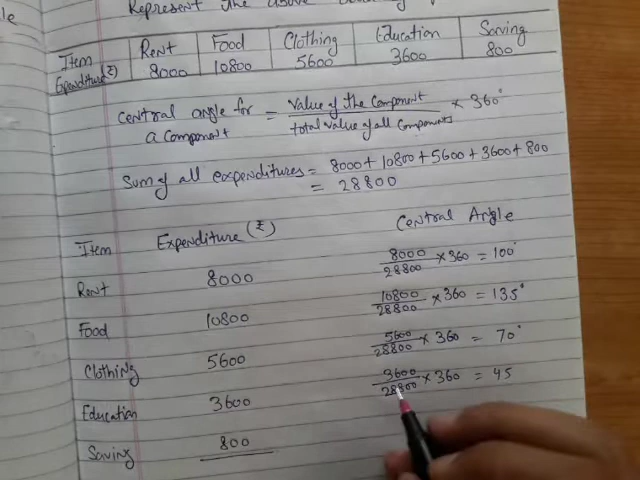 le
Represent the above
Item Rent Food Clothing Education Saving
Expenditure(₹) 8000 10800 5600 3600 800
Central angle for a component = Value of the component / total value of all components × 360°
Sum of all expenditures = 8000 + 10800 + 5600 + 3600 + 800
= 28800
Item Expenditure (₹) Central Angle
Rent 8000 8000/28800 × 360 = 100°
Food 10800 10800/28800 × 360 = 135°
Clothing 5600 5600/28800 × 360 = 70°
Education 3600 3600/28800 × 360 = 45
Saving 800